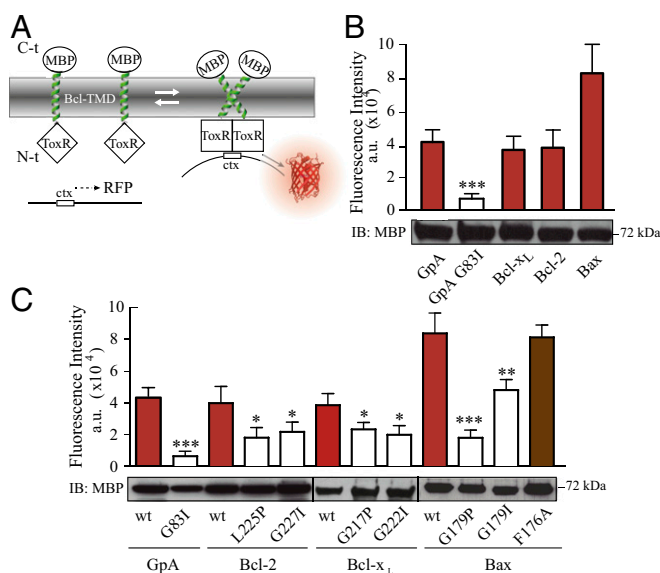 A
C-t
MBP
MBP
MBP
MBP
Bcl-TMD
ToxR
ToxR
ToxR
ToxR
N-t
ctx
ctx
RFP
B
Fluorescence Intensity
a.u. (x10⁴)
10
8
6
4
2
0
***
IB: MBP
72 kDa
GpA
GpA G83I
Bcl-xL
Bcl-2
Bax
C
Fluorescence Intensity
a.u. (x10⁴)
10
8
6
4
2
0
***
*
*
*
*
***
**
IB: MBP
72 kDa
wt
G83I
wt
L225P
G227I
wt
G217P
G222I
wt
G179P
G179I
F176A
GpA
Bcl-2
Bcl-x L
Bax